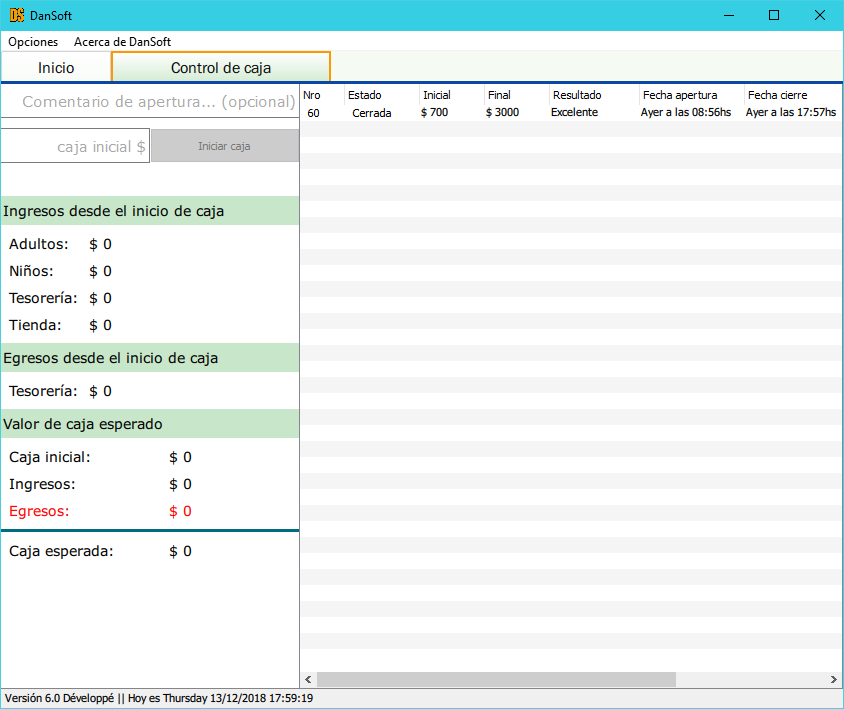 DS DanSoft
Opciones Acerca de DanSoft
Inicio Control de caja
Comentario de apertura... (opcional)
caja inicial $ Iniciar caja
Ingresos desde el inicio de caja
Adultos: $ 0
Niños: $ 0
Tesorería: $ 0
Tienda: $ 0
Egresos desde el inicio de caja
Tesorería: $ 0
Valor de caja esperado
Caja inicial: $ 0
Ingresos: $ 0
Egresos: $ 0
Caja esperada: $ 0
Nro Estado Inicial Final Resultado Fecha apertura Fecha cierre
60 Cerrada $ 700 $ 3000 Excelente Ayer a las 08:56hs Ayer a las 17:57hs
Versión 6.0 Développé || Hoy es Thursday 13/12/2018 17:59:19